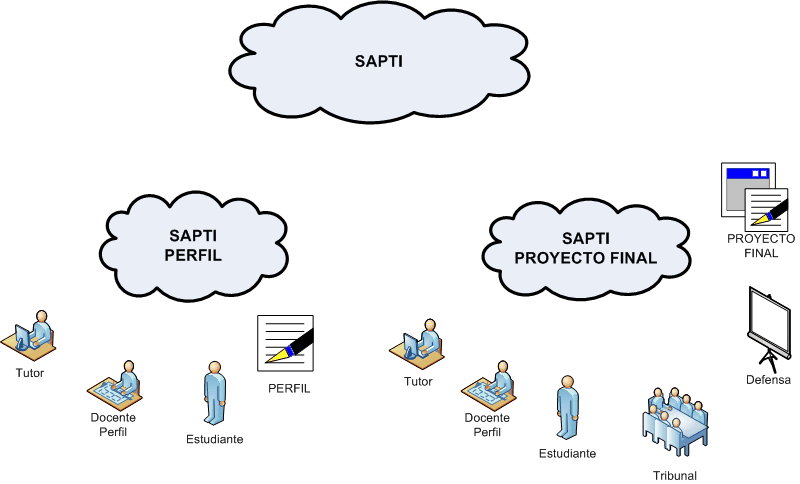 SAPTI
SAPTI
PERFIL
SAPTI
PROYECTO FINAL
PROYECTO
FINAL
Tutor
Docente
Perfil
Estudiante
PERFIL
Tutor
Docente
Perfil
Estudiante
Tribunal
Defensa